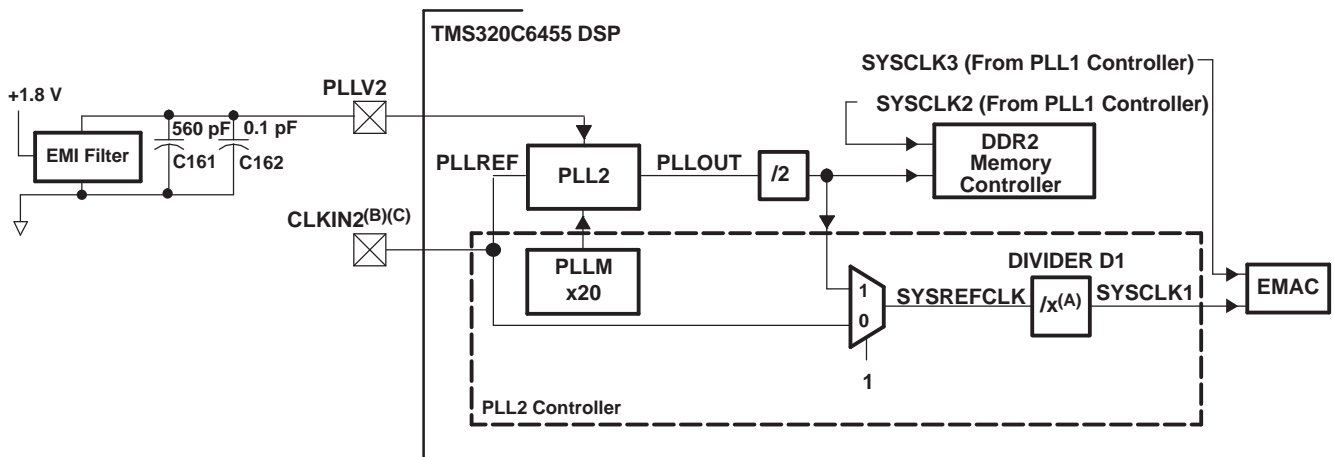 TMS320C6455 DSP
SYSCLK3 (From PLL1 Controller)
+1.8 V
PLLV2
SYSCLK2 (From PLL1 Controller)
560 pF
0.1 pF
EMI Filter
C161
C162
PLLREF
PLL2
PLLOUT
/2
DDR2
Memory
Controller
CLKIN2(B)(C)
PLLM
x20
DIVIDER D1
1
SYSREFCLK
/x(A)
SYSCLK1
EMAC
0
1
PLL2 Controller